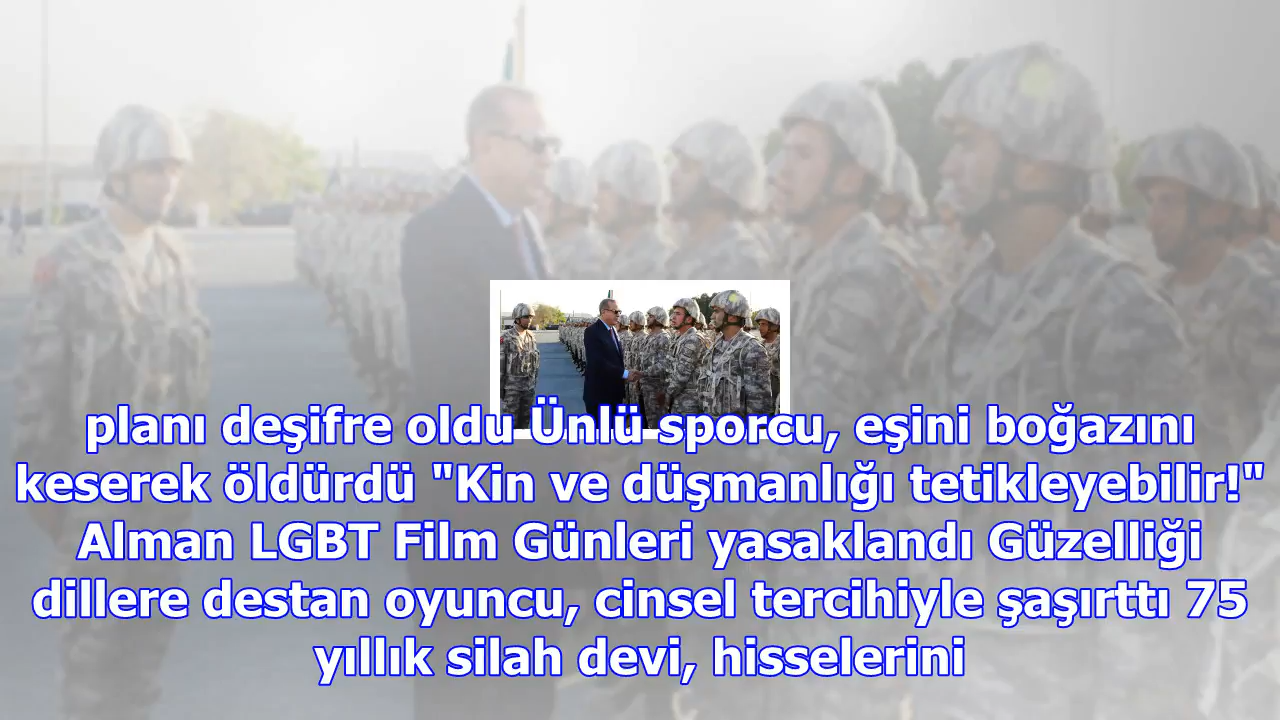 planı deşifre oldu Ünlü sporcu, eşini boğazını
keserek öldürdü "Kin ve düşmanlığı tetikleyebilir!"
Alman LGBT Film Günleri yasaklandı Güzelliği
dillere destan oyuncu, cinsel tercihiyle şaşırttı 75
yıllık silah devi, hisselerini